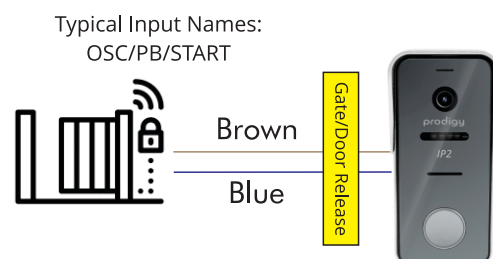 Typical Input Names:
OSC/PB/START
Brown
Blue
Gate/Door Release
prodigy
IP2